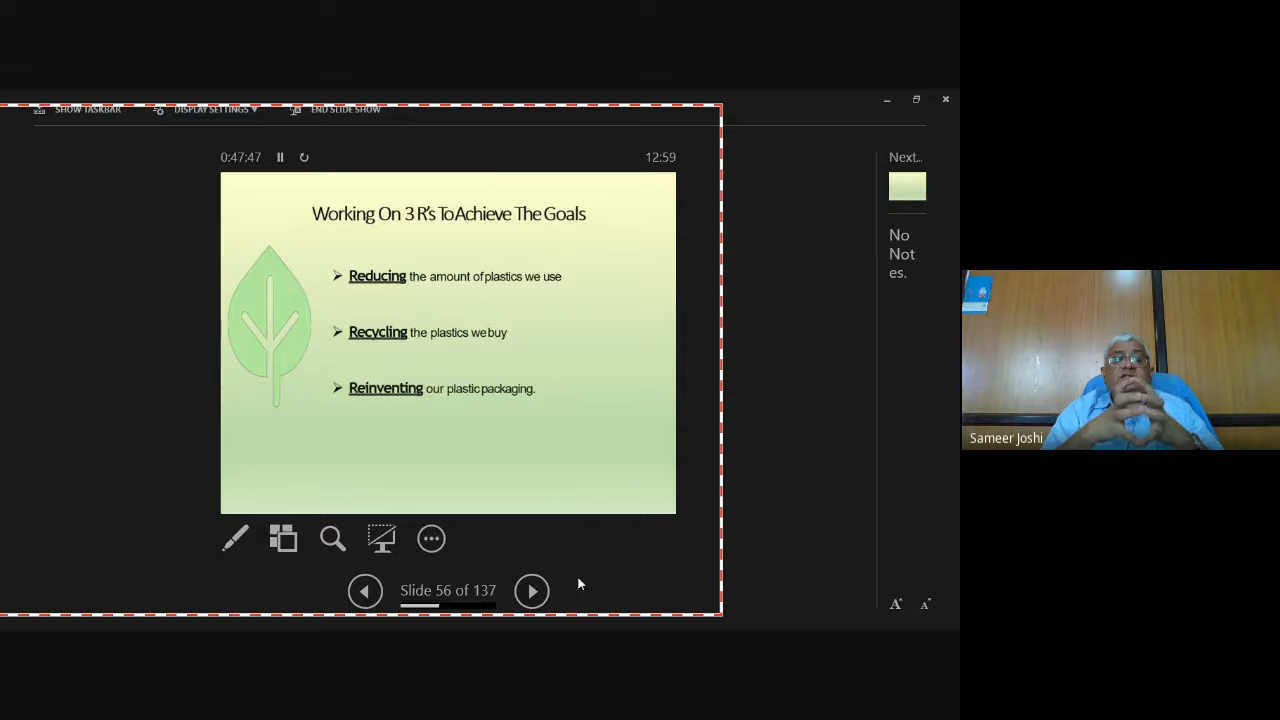 SHOW TASKBAR
DISPLAY SETTINGS
END SLIDE SHOW
0:47:47
12:59
Next...
Working On 3 R's To Achieve The Goals
➢ Reducing the amount of plastics we use
➢ Recycling the plastics we buy
➢ Reinventing our plastic packaging.
No
Not
es.
Sameer Joshi
Slide 56 of 137
A
A